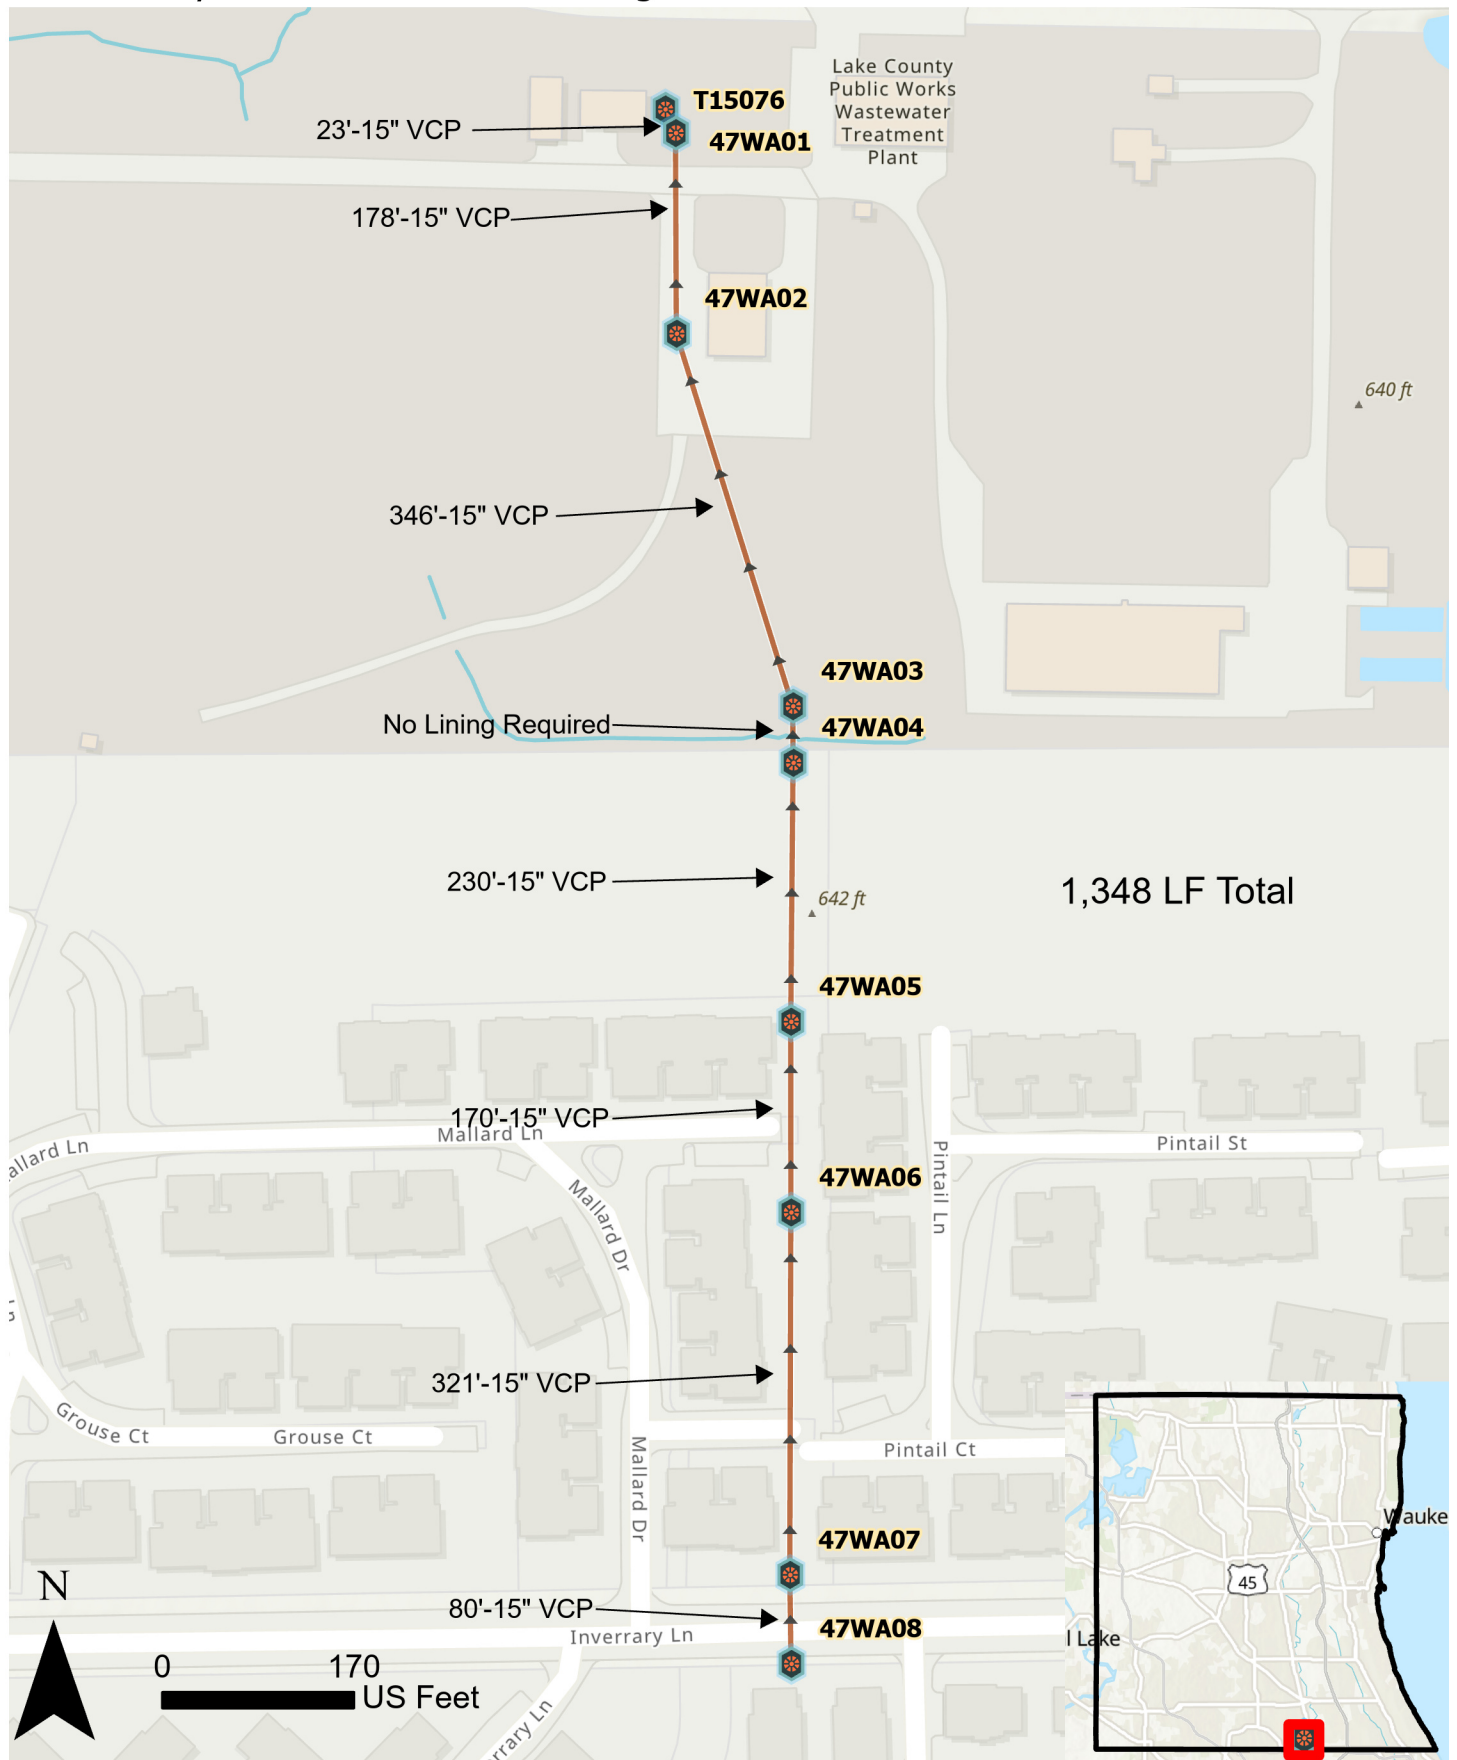 T15076
Lake County
Public Works
Wastewater
Treatment
Plant
23'-15" VCP
47WA01
178'-15" VCP
47WA02
640 ft
346'-15" VCP
47WA03
No Lining Required
47WA04
230'-15" VCP
642 ft
1,348 LF Total
47WA05
170'-15" VCP
Mallard Ln
allard Ln
Pintail St
Pintail Ln
47WA06
Mallard Dr
321'-15" VCP
Grouse Ct
Grouse Ct
Pintail Ct
Mallard Dr
47WA07
Wauke
45
N
80'-15" VCP
47WA08
Inverrary Ln
l Lake
0 170
US Feet
rrary Ln